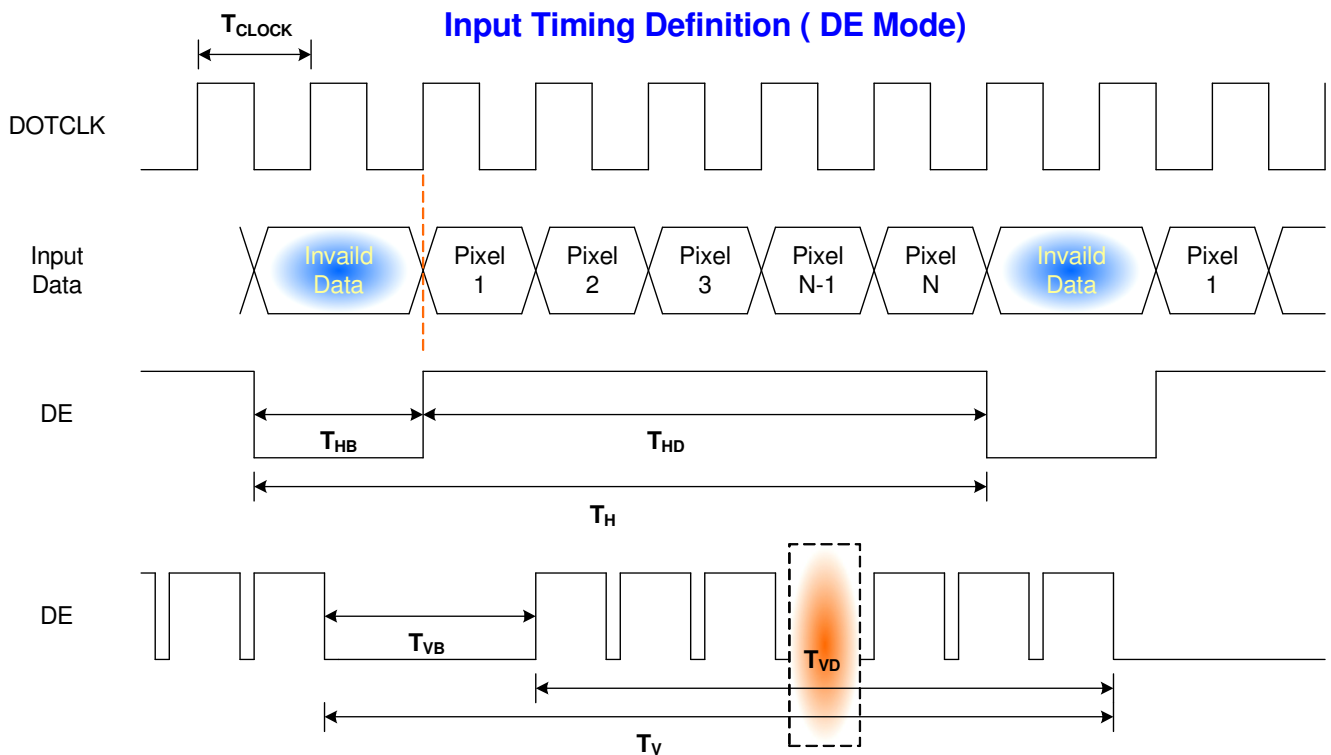 Input Timing Definition ( DE Mode)
TCLOCK
DOTCLK
Input
Data
Invaild
Data
Pixel
1
Pixel
2
Pixel
3
Pixel
N-1
Pixel
N
Invaild
Data
Pixel
1
DE
THB
THD
TH
DE
TVB
TVD
TV